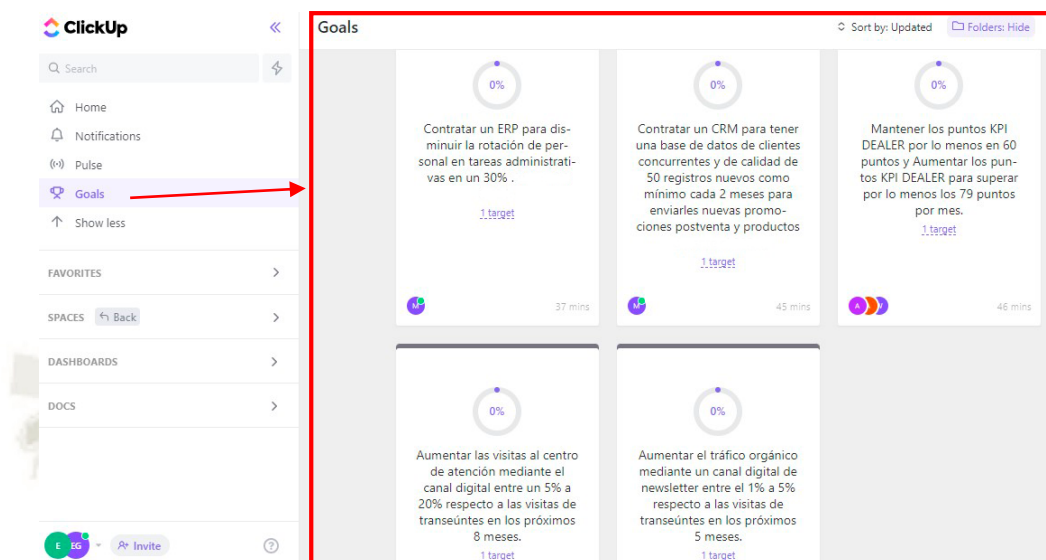 ClickUp
Search
Home
Notifications
Pulse
Goals
Show less
FAVORITES
SPACES Back
DASHBOARDS
DOCS
E EG Invite
?
Goals
Sort by: Updated Folders: Hide
0%
Contratar un ERP para dis-
minuir la rotación de per-
sonal en tareas administrati-
vas en un 30% .
1 target
M
37 mins
0%
Contratar un CRM para tener
una base de datos de clientes
concurrentes y de calidad de
50 registros nuevos como
mínimo cada 2 meses para
enviarles nuevas promo-
ciones postventa y productos
1 target
M
45 mins
0%
Mantener los puntos KPI
DEALER por lo menos en 60
puntos y Aumentar los pun-
tos KPI DEALER para superar
por lo menos los 79 puntos
por mes.
1 target
A
46 mins
0%
Aumentar las visitas al centro
de atención mediante el
canal digital entre un 5% a
20% respecto a las visitas de
transeúntes en los próximos
8 meses.
1 target
0%
Aumentar el tráfico orgánico
mediante un canal digital de
newsletter entre el 1% a 5%
respecto a las visitas de
transeúntes en los próximos
5 meses.
1 target